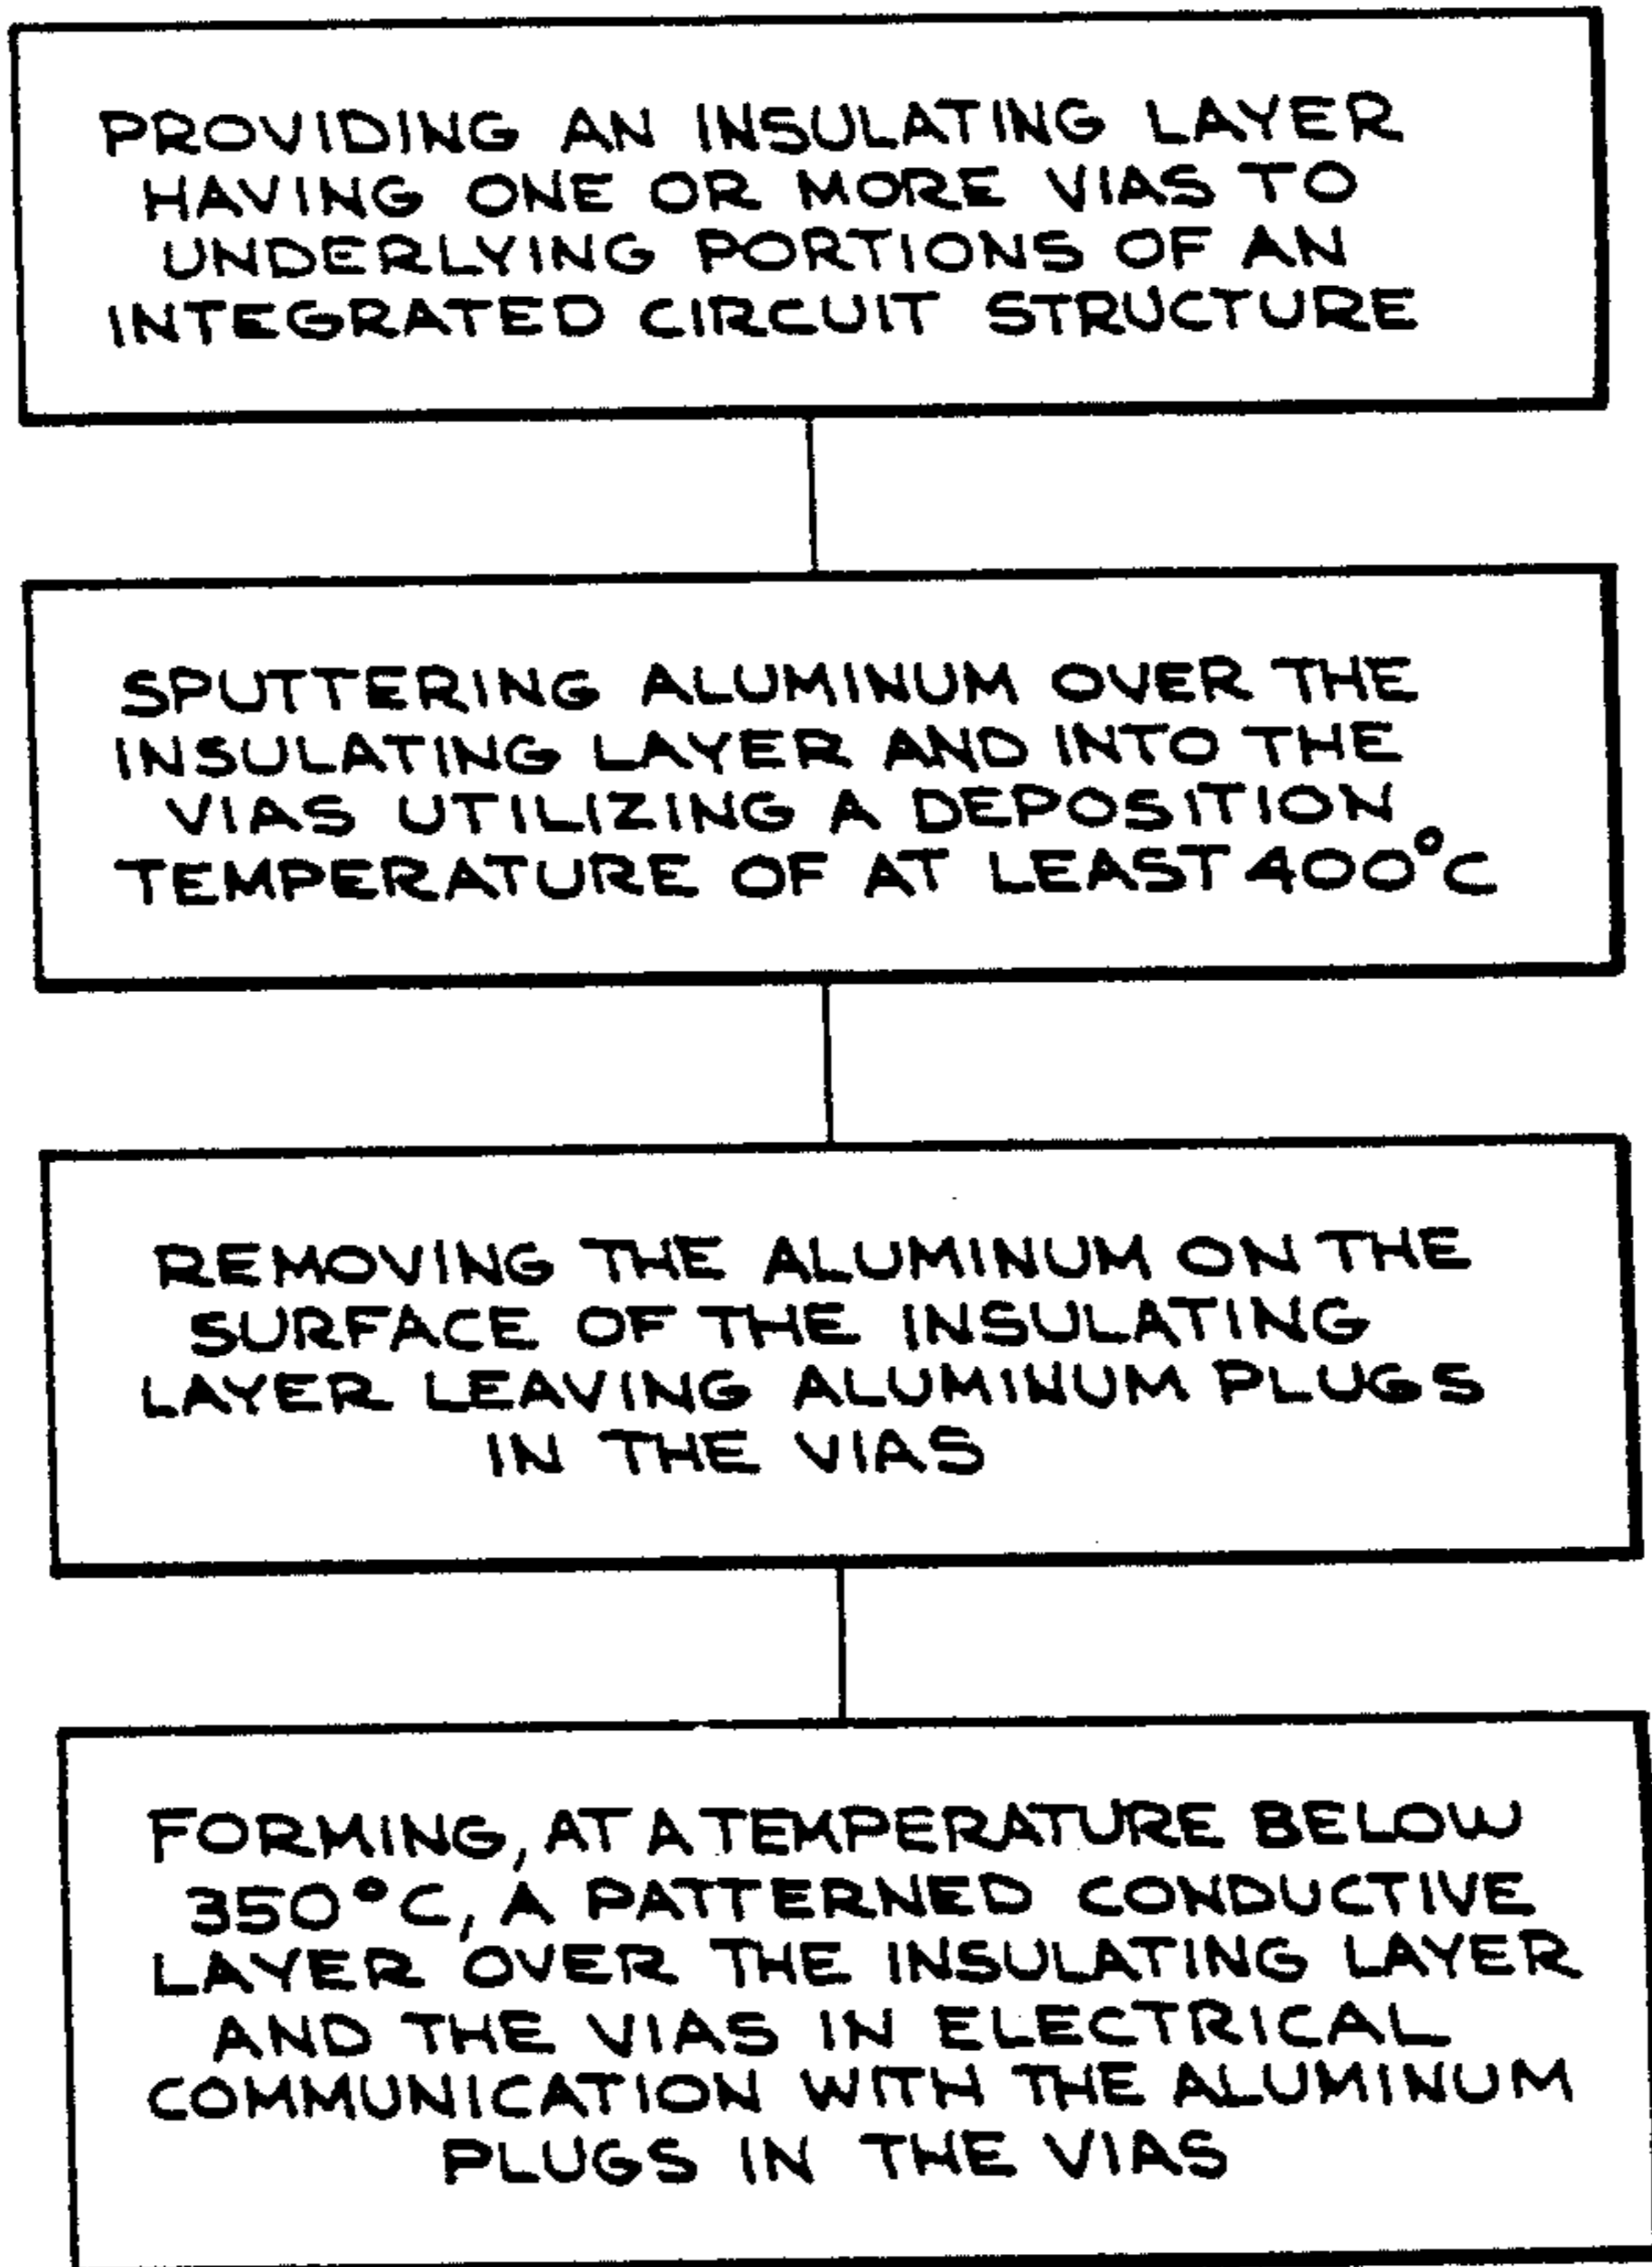 PROVIDING AN INSULATING LAYER
HAVING ONE OR MORE VIAS TO
UNDERLYING PORTIONS OF AN
INTEGRATED CIRCUIT STRUCTURE
SPUTTERING ALUMINUM OVER THE
INSULATING LAYER AND INTO THE
VIAS UTILIZING A DEPOSITION
TEMPERATURE OF AT LEAST 400°C
REMOVING THE ALUMINUM ON THE
SURFACE OF THE INSULATING
LAYER LEAVING ALUMINUM PLUGS
IN THE VIAS
FORMING, AT A TEMPERATURE BELOW
350°C, A PATTERNED CONDUCTIVE
LAYER OVER THE INSULATING LAYER
AND THE VIAS IN ELECTRICAL
COMMUNICATION WITH THE ALUMINUM
PLUGS IN THE VIAS